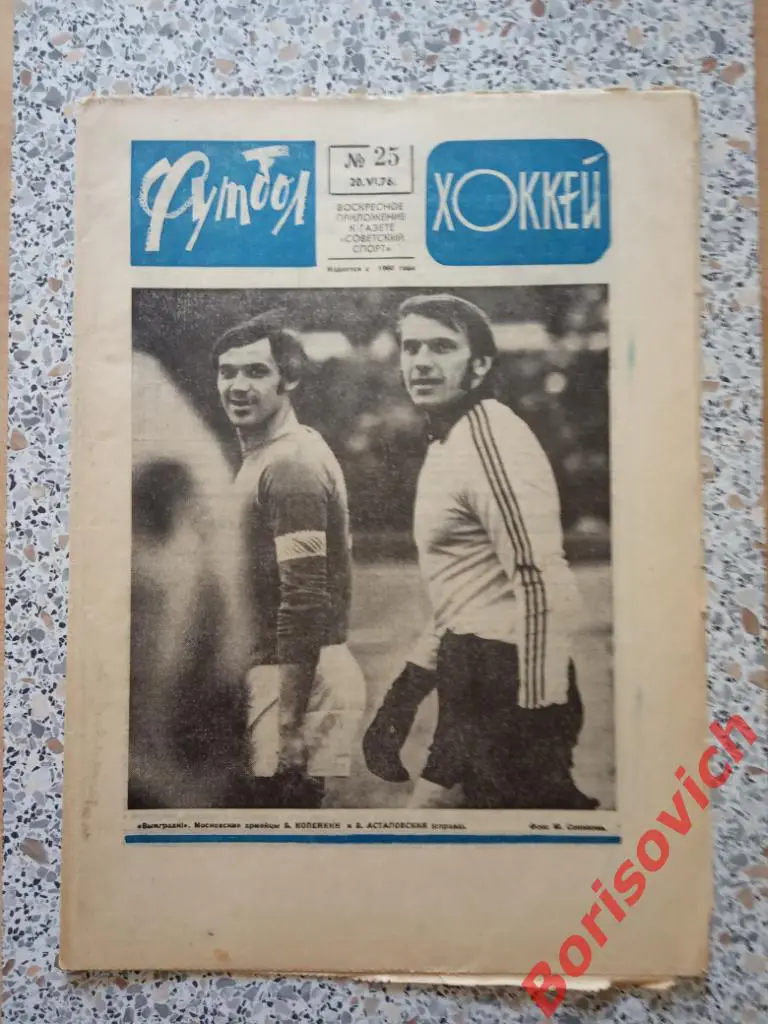 Футбол
№ 25
20.VI.76.
ВОСКРЕСНОЕ
ПРИЛОЖЕНИЕ
К ГАЗЕТЕ
«СОВЕТСКИЙ
СПОРТ»
Издается с 1960 года
ХОККЕЙ
«Выиграли!». Московские армейцы Б. КОПЕЙКИН и В. АСТАПОВСКИЙ (справа). Фото
Borisovich